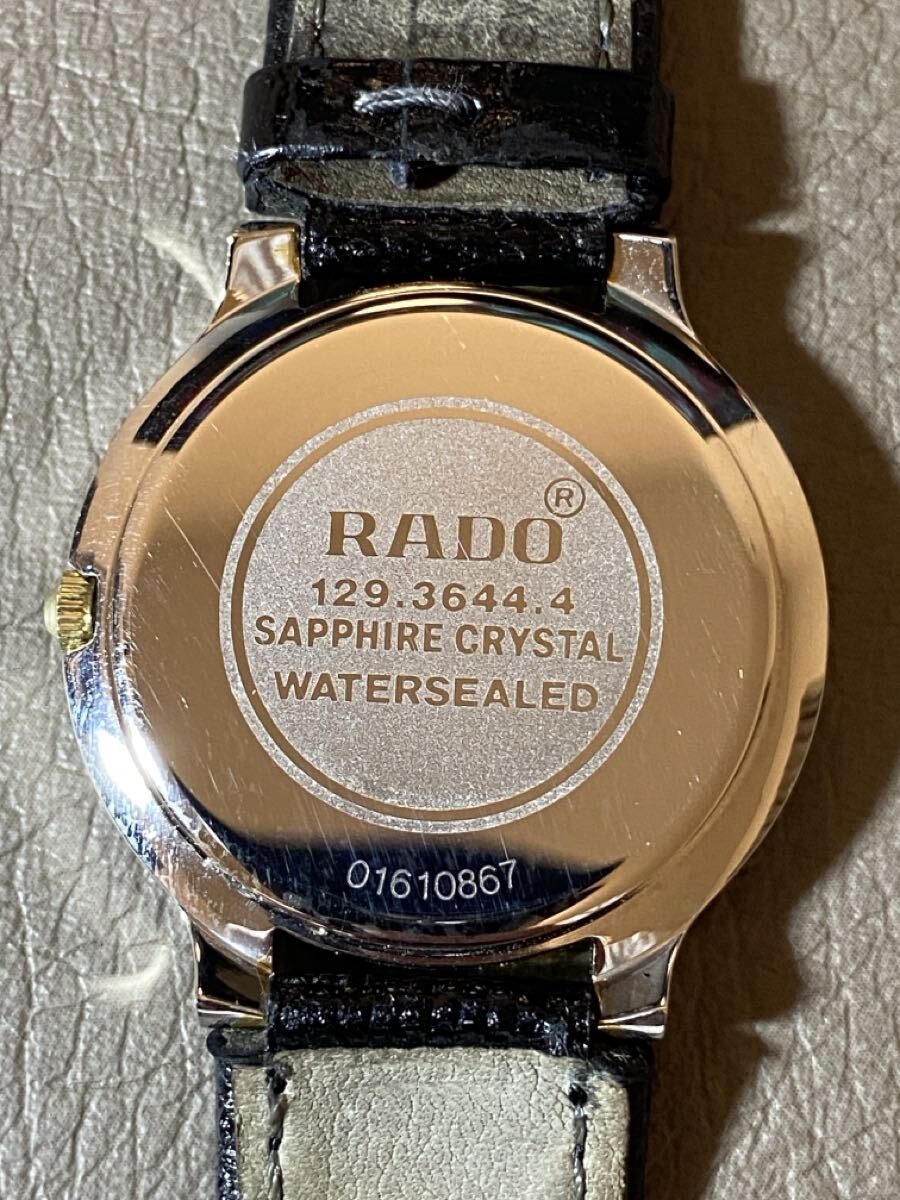 RADO®
129.3644.4
SAPPHIRE CRYSTAL
WATERSEALED
01610867